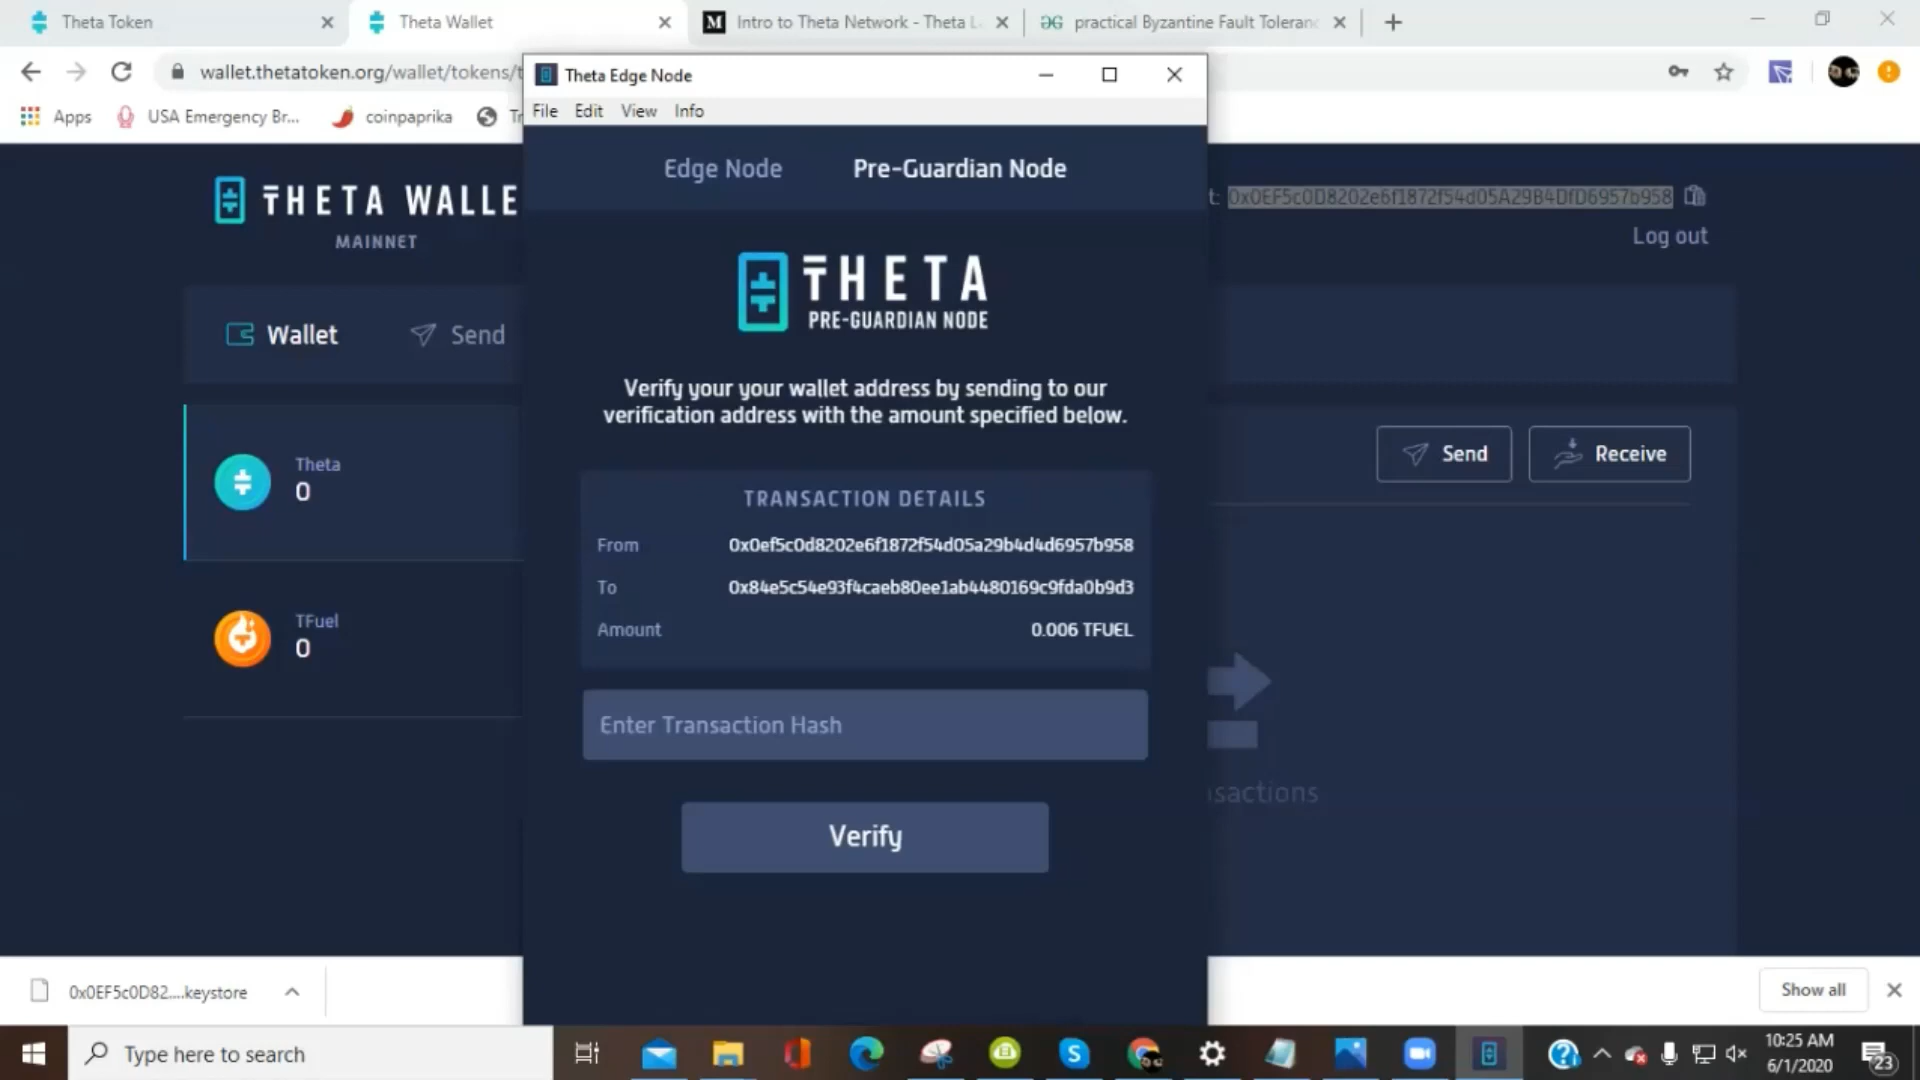 Theta Token
Theta Wallet
Intro to Theta Network - Theta L
practical Byzantine Fault Toleranc
wallet.thetatoken.org/wallet/tokens/t
Apps
USA Emergency Br...
coinpaprika
Tr
Theta Edge Node
File Edit View Info
Edge Node
Pre-Guardian Node
THETA WALLE
MAINNET
t: 0x0EF5c0D8202e6f1872f54d05A29B4DfD6957b958
Log out
Wallet
Send
THETA
PRE-GUARDIAN NODE
Verify your your wallet address by sending to our
verification address with the amount specified below.
Theta
0
Send
Receive
TRANSACTION DETAILS
From 0x0ef5c0d8202e6f1872f54d05a29b4d4d6957b958
To 0x84e5c54e93f4caeb80ee1ab4480169c9fda0b9d3
Amount 0.006 TFUEL
TFuel
0
Enter Transaction Hash
sactions
Verify
0x0EF5c0D82....keystore
Show all
Type here to search
10:25 AM
6/1/2020
23